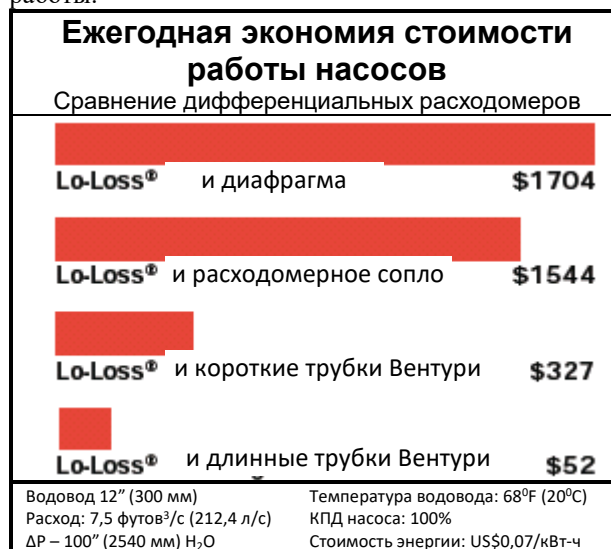 работы.
Ежегодная экономия стоимости
работы насосов
Сравнение дифференциальных расходомеров
Lo-Loss® и диафрагма $1704
Lo-Loss® и расходомерное сопло $1544
Lo-Loss® и короткие трубки Вентури $327
Lo-Loss® и длинные трубки Вентури $52
Водовод 12” (300 мм) Температура водовода: 68⁰F (20⁰C)
Расход: 7,5 футов³/с (212,4 л/с) КПД насоса: 100%
ΔP – 100” (2540 мм) H₂O Стоимость энергии: US$0,07/кВт-ч